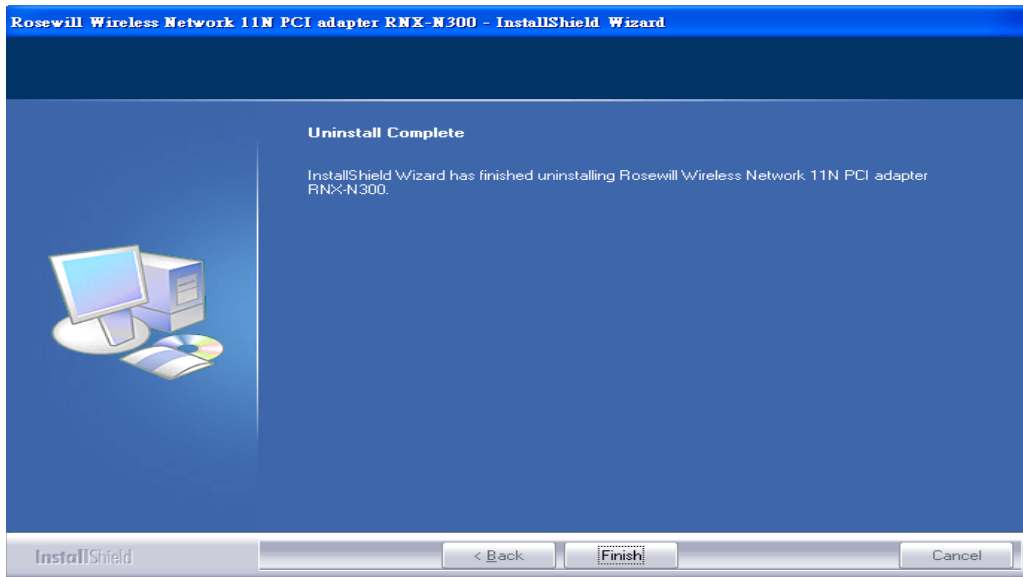 Rosewill Wireless Network 11N PCI adapter RNX-N300 - InstallShield Wizard
Uninstall Complete
InstallShield Wizard has finished uninstalling Rosewill Wireless Network 11N PCI adapter
RNX-N300.
InstallShield
< Back
Finish
Cancel